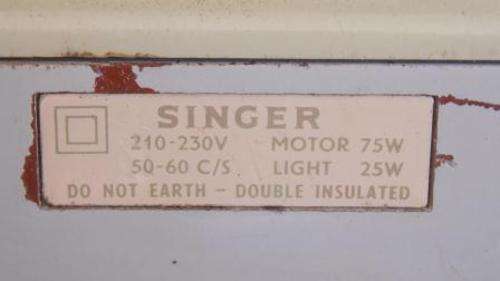 SINGER
210-230V MOTOR 75W
50-60 C/S LIGHT 25W
DO NOT EARTH - DOUBLE INSULATED